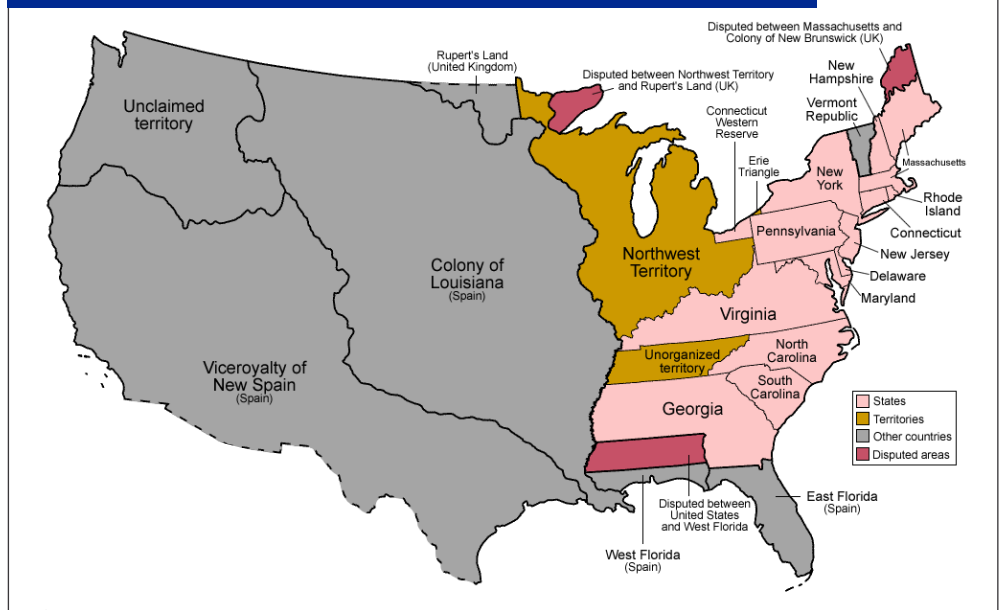 Disputed between Massachusetts and
Colony of New Brunswick (UK)
Rupert's Land
(United Kingdom)
Disputed between Northwest Territory
and Rupert's Land (UK)
New
Hampshire
Vermont
Republic
Unclaimed
territory
Connecticut
Western
Reserve
Erie
Triangle
Massachusetts
New
York
Rhode
Island
Connecticut
Pennsylvania
New Jersey
Northwest
Territory
Colony of
Louisiana
(Spain)
Delaware
Maryland
Virginia
North
Carolina
Unorganized
territory
Viceroyalty of
New Spain
(Spain)
South
Carolina
Georgia
States
Territories
Other countries
Disputed areas
Disputed between
United States
and West Florida
East Florida
(Spain)
West Florida
(Spain)